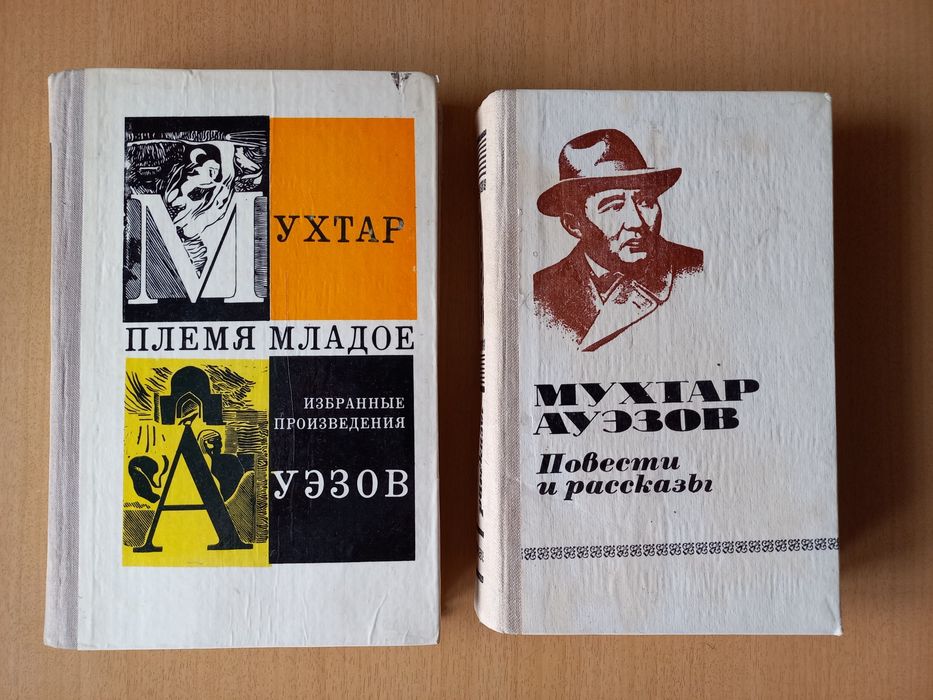 МУХТАР
ПЛЕМЯ МЛАДОЕ
ИЗБРАННЫЕ
ПРОИЗВЕДЕНИЯ
АУЭЗОВ
МУХТАР
АУЭЗОВ
Повести
и рассказы